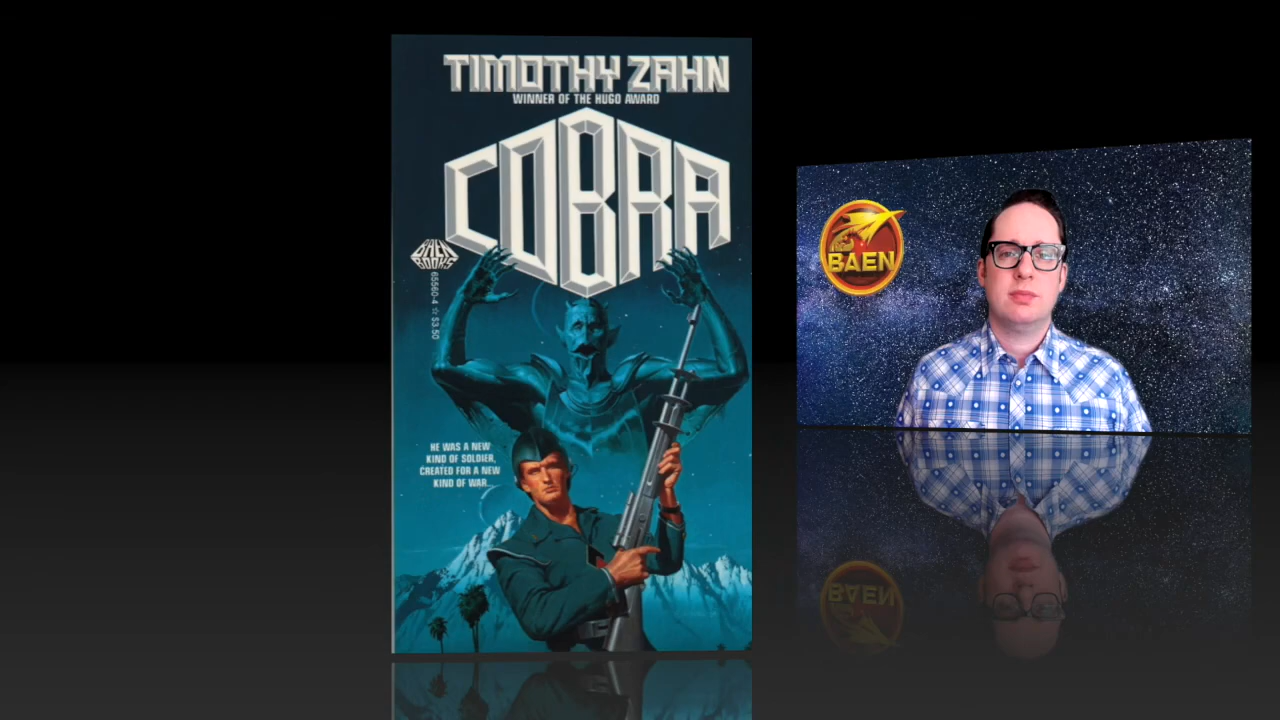 TIMOTHY ZAHN
WINNER OF THE HUGO AWARD
COBRA
BAEN
BOOKS
65560-4 ☆ $3.50
HE WAS A NEW
KIND OF SOLDIER,
CREATED FOR A NEW
KIND OF WAR...
BAEN